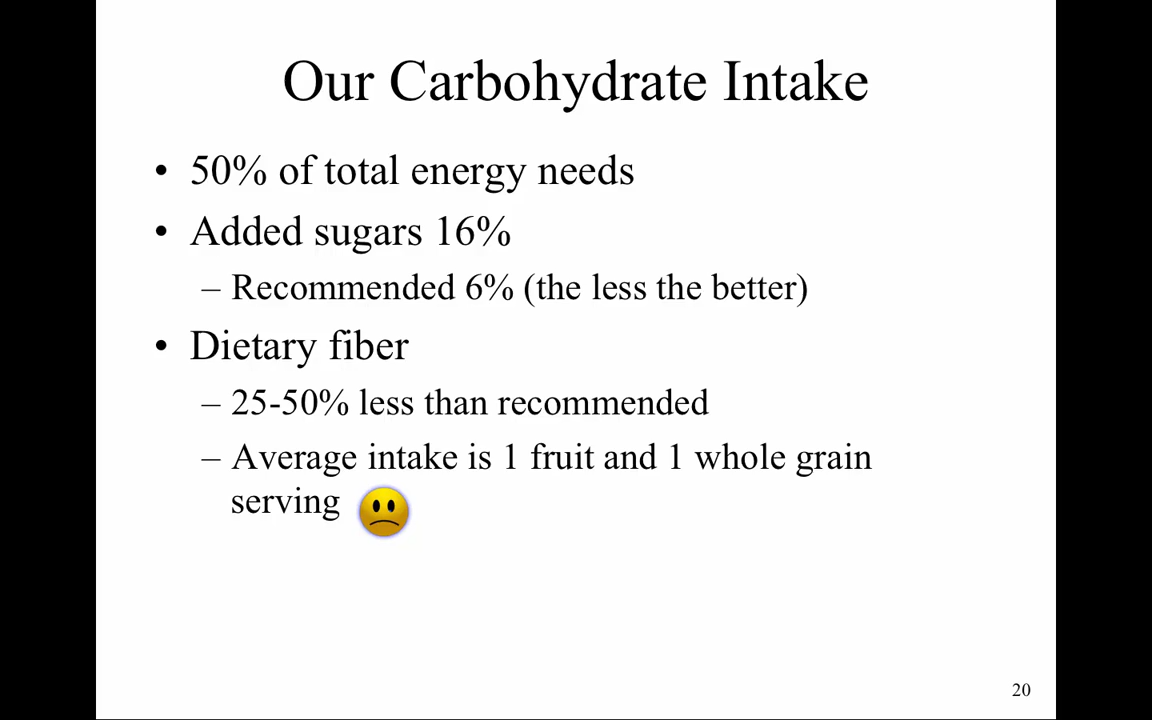 Our Carbohydrate Intake
• 50% of total energy needs
• Added sugars 16%
– Recommended 6% (the less the better)
• Dietary fiber
– 25-50% less than recommended
– Average intake is 1 fruit and 1 whole grain
serving
20